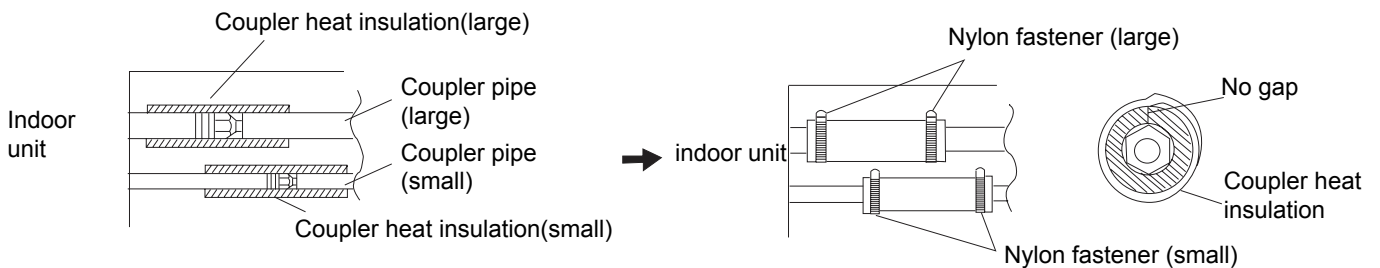 Coupler heat insulation(large)
Indoor
unit
Coupler pipe
(large)
Coupler pipe
(small)
Coupler heat insulation(small)
Nylon fastener (large)
indoor unit
Nylon fastener (small)
No gap
Coupler heat
insulation